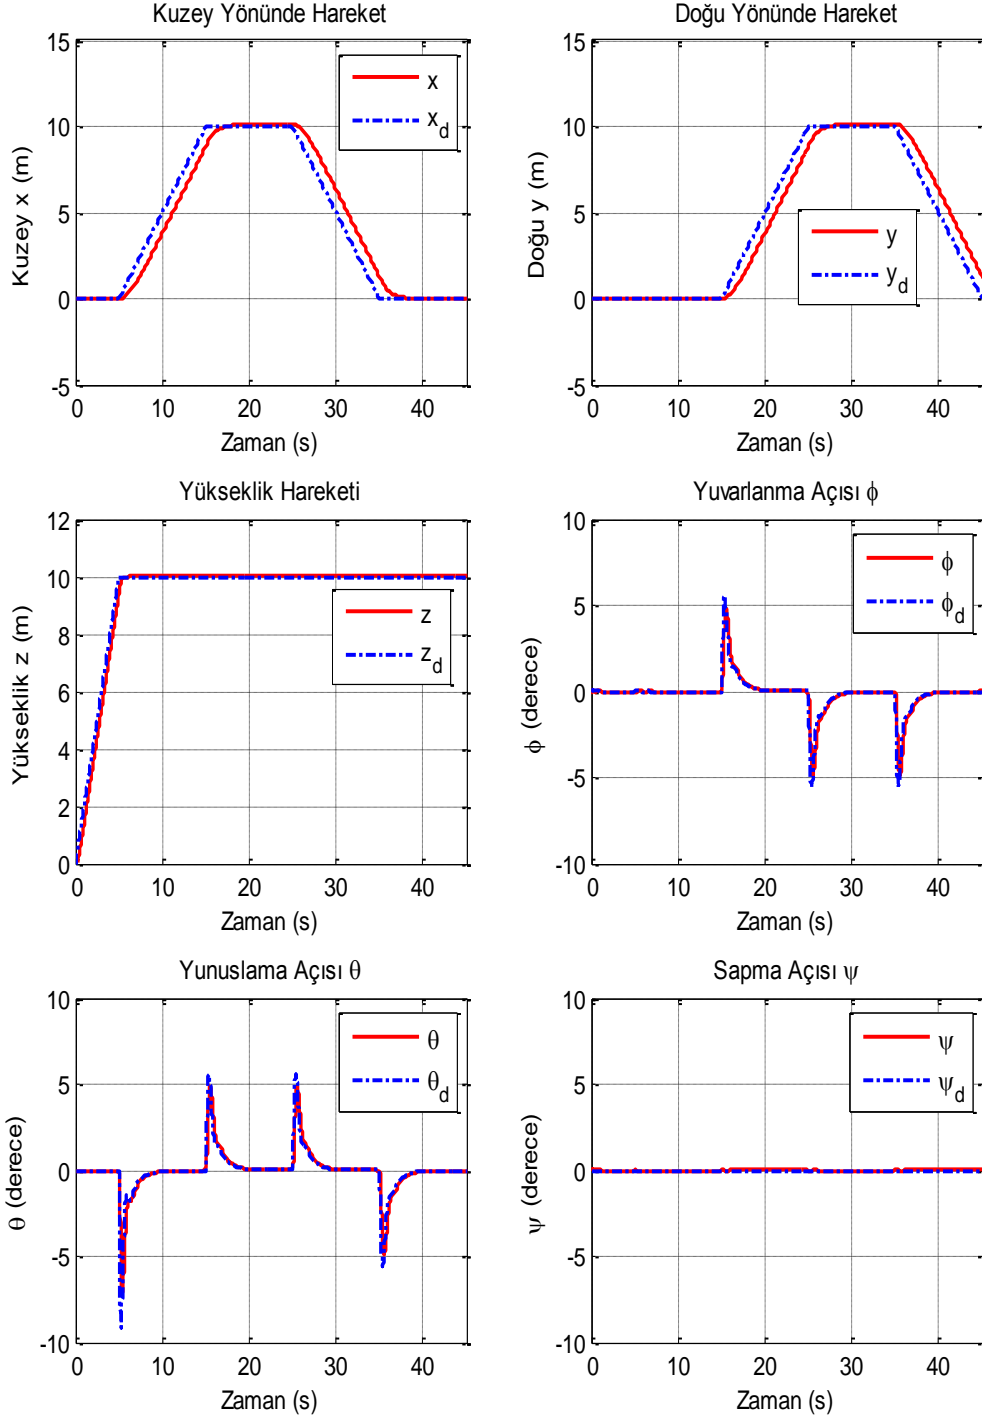 Kuzey Yönünde Hareket
15
10
5
0
-5
Kuzey x (m)
x
x_d
0 10 20 30 40
Zaman (s)
Doğu Yönünde Hareket
15
10
5
0
-5
Doğu y (m)
y
y_d
0 10 20 30 40
Zaman (s)
Yükseklik Hareketi
12
10
8
6
4
2
0
Yükseklik z (m)
z
z_d
0 10 20 30 40
Zaman (s)
Yuvarlanma Açısı ϕ
10
5
0
-5
-10
ϕ (derece)
ϕ
ϕ_d
0 10 20 30 40
Zaman (s)
Yunuslama Açısı θ
10
5
0
-5
-10
θ (derece)
θ
θ_d
0 10 20 30 40
Zaman (s)
Sapma Açısı ψ
10
5
0
-5
-10
ψ (derece)
ψ
ψ_d
0 10 20 30 40
Zaman (s)